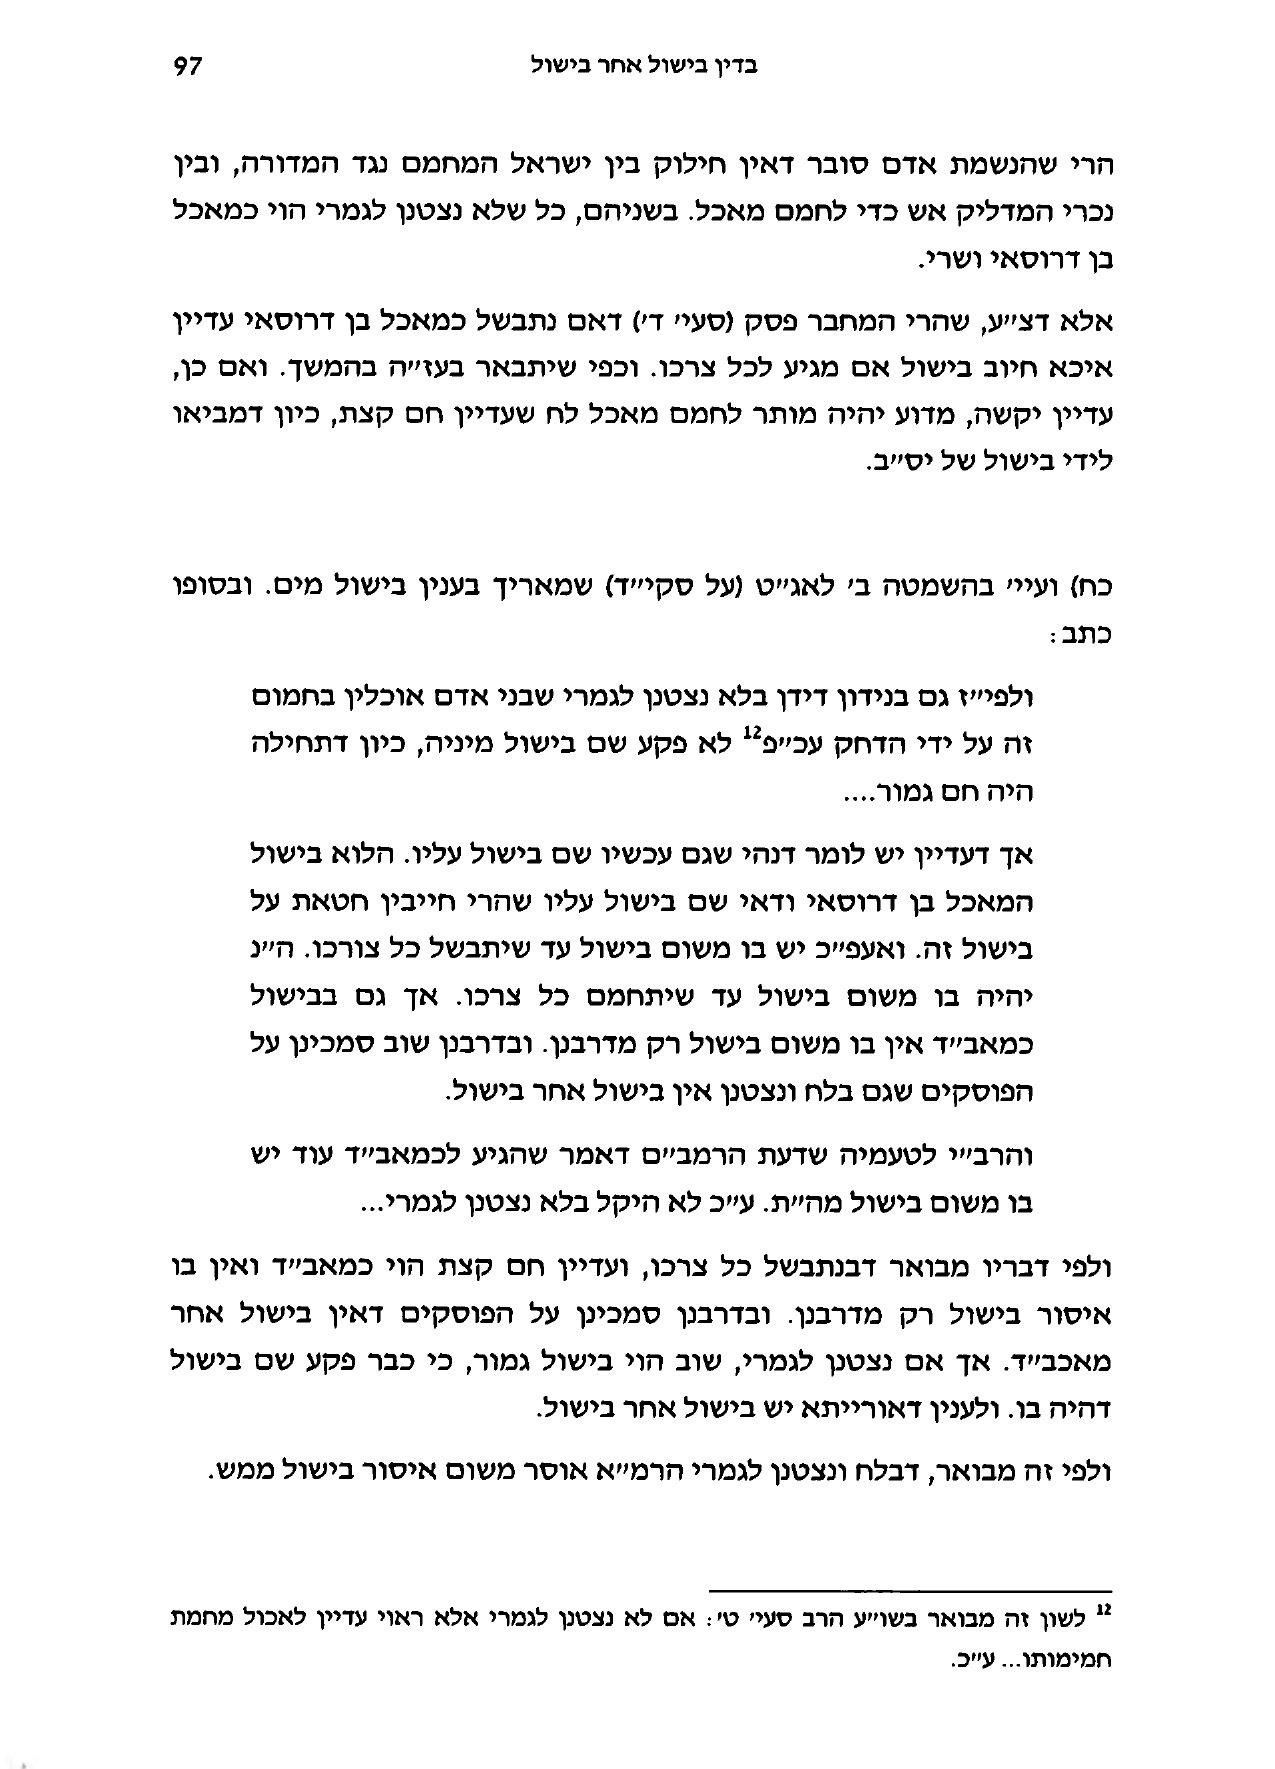 בדין בישול אחר בישול 97
הרי שהנשמת אדם סובר דאין חילוק בין ישראל המחמם נגד המדורה, ובין
נכרי המדליק אש כדי לחמם מאכל. בשניהם, כל שלא נצטנן לגמרי הוי כמאכל
בן דרוסאי ושרי.
אלא דצ״ע, שהרי המחבר פסק (סעי׳ ד׳) דאם נתבשל כמאכל בן דרוסאי עדיין
איכא חיוב בישול אם מגיע לכל צרכו. וכפי שיתבאר בעז״ה בהמשך. ואם כן,
עדיין יקשה, מדוע יהיה מותר לחמם מאכל לח שעדיין חם קצת, כיון דמביאו
לידי בישול של יס״ב.
כח) ועיי׳ בהשמטה ב׳ לאג״ט (על סקי״ד) שמאריך בענין בישול מים. ובסופו
כתב:
ולפי״ז גם בנידון דידן בלא נצטנן לגמרי שבני אדם אוכלין בחמום
זה על ידי הדחק עכ״פ12 לא פקע שם בישול מיניה, כיון דתחילה
היה חם גמור....
אך דעדיין יש לומר דנהי שגם עכשיו שם בישול עליו. הלוא בישול
המאכל בן דרוסאי ודאי שם בישול עליו שהרי חייבין חטאת על
בישול זה. ואעפ״כ יש בו משום בישול עד שיתבשל כל צורכו. ה״נ
יהיה בו משום בישול עד שיתחמם כל צרכו. אך גם בבישול
כמאב״ד אין בו משום בישול רק מדרבנן. ובדרבנן שוב סמכינן על
הפוסקים שגם בלח ונצטנן אין בישול אחר בישול.
והרב״י לטעמיה שדעת הרמב״ם דאמר שהגיע לכמאב״ד עוד יש
בו משום בישול מה״ת. ע״כ לא היקל בלא נצטנן לגמרי...
ולפי דבריו מבואר דבנתבשל כל צרכו, ועדיין חם קצת הוי כמאב״ד ואין בו
איסור בישול רק מדרבנן. ובדרבנן סמכינן על הפוסקים דאין בישול אחר
מאכב״ד. אך אם נצטנן לגמרי, שוב הוי בישול גמור, כי כבר פקע שם בישול
דהיה בו. ולענין דאורייתא יש בישול אחר בישול.
ולפי זה מבואר, דבלח ונצטנן לגמרי הרמ״א אוסר משום איסור בישול ממש.
12 לשון זה מבואר בשו״ע הרב סעי׳ ט׳: אם לא נצטנן לגמרי אלא ראוי עדיין לאכול מחמת
חמימותו... ע״כ.